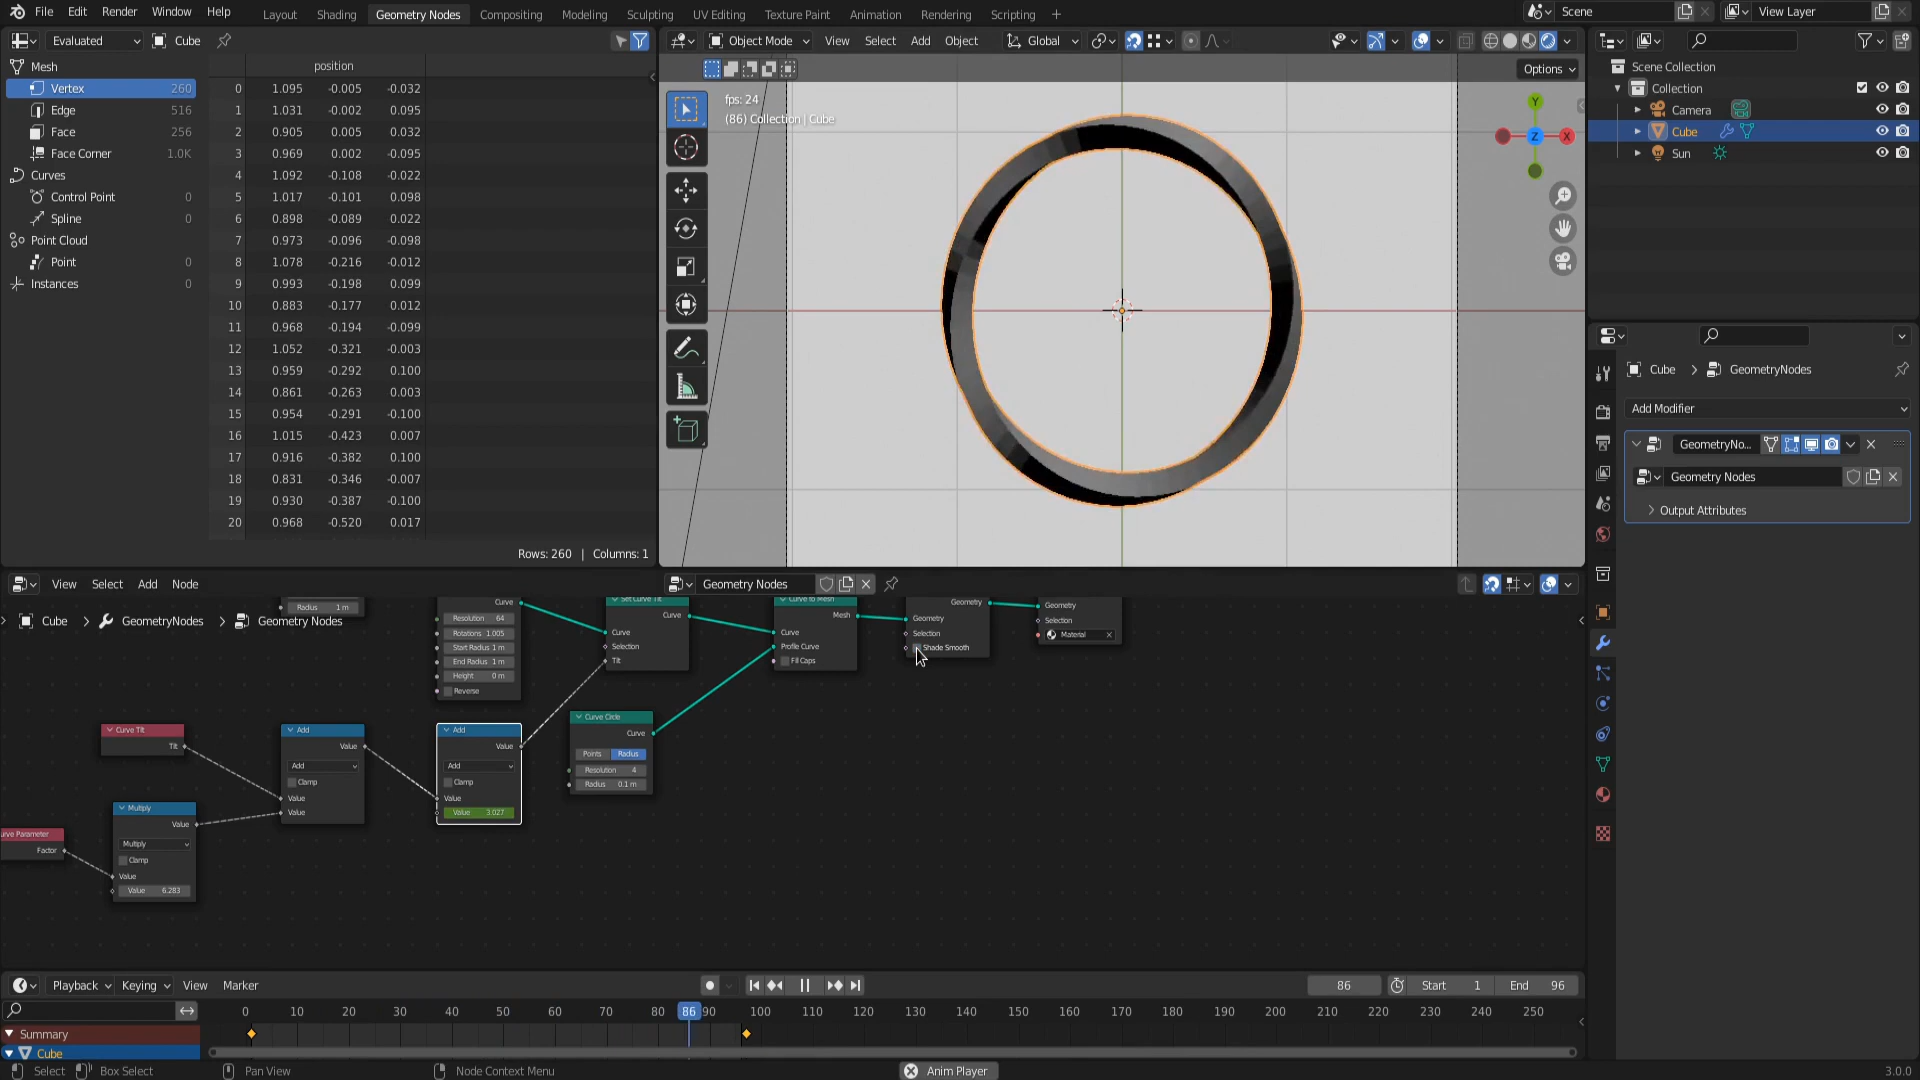 File Edit Render Window Help
Layout Shading Geometry Nodes Compositing Modeling Sculpting UV Editing Texture Paint Animation Rendering Scripting
Scene View Layer
Evaluated Cube
Object Mode View Select Add Object Global
Options
Mesh
Vertex 260
Edge 516
Face 256
Face Corner 1.0K
Curves
Control Point 0
Spline 0
Point Cloud
Point 0
Instances 0
position
0 1.095 -0.005 -0.032
1 1.031 -0.002 0.095
2 0.905 0.005 0.032
3 0.969 0.002 -0.095
4 1.092 -0.108 -0.022
5 1.017 -0.101 0.098
6 0.898 -0.089 0.022
7 0.973 -0.096 -0.098
8 1.078 -0.216 -0.012
9 0.993 -0.198 0.099
10 0.883 -0.177 0.012
11 0.968 -0.194 -0.099
12 1.052 -0.321 -0.003
13 0.959 -0.292 0.100
14 0.861 -0.263 0.003
15 0.954 -0.291 -0.100
16 1.015 -0.423 0.007
17 0.916 -0.382 0.100
18 0.831 -0.346 -0.007
19 0.930 -0.387 -0.100
20 0.968 -0.520 0.017
Rows: 260 | Columns: 1
fps: 24
(86) Collection | Cube
Y
Z
X
Scene Collection
Collection
Camera
Cube
Sun
Cube > GeometryNodes
Add Modifier
GeometryNo...
Geometry Nodes
Output Attributes
View Select Add Node
Geometry Nodes
Cube > GeometryNodes > Geometry Nodes
Radius 1 m
Curve
Resolution 64
Rotations 1.005
Start Radius 1 m
End Radius 1 m
Height 0 m
Reverse
Set Curve Tilt
Curve
Curve
Selection
Tilt
Curve to Mesh
Mesh
Curve
Profile Curve
Fill Caps
Geometry
Geometry
Selection
Shade Smooth
Geometry
Selection
Material
Curve Tilt
Tilt
Multiply
Value
Multiply
Clamp
Value
Value 6.283
urve Parameter
Factor
Add
Value
Add
Clamp
Value
Value
Add
Value
Add
Clamp
Value
Value 3.027
Curve Circle
Curve
Points Radius
Resolution 4
Radius 0.1 m
Playback Keying View Marker
86 Start 1 End 96
0 10 20 30 40 50 60 70 80 86 90 100 110 120 130 140 150 160 170 180 190 200 210 220 230 240 250
Summary
Cube
Select Box Select Pan View Node Context Menu Anim Player 3.0.0